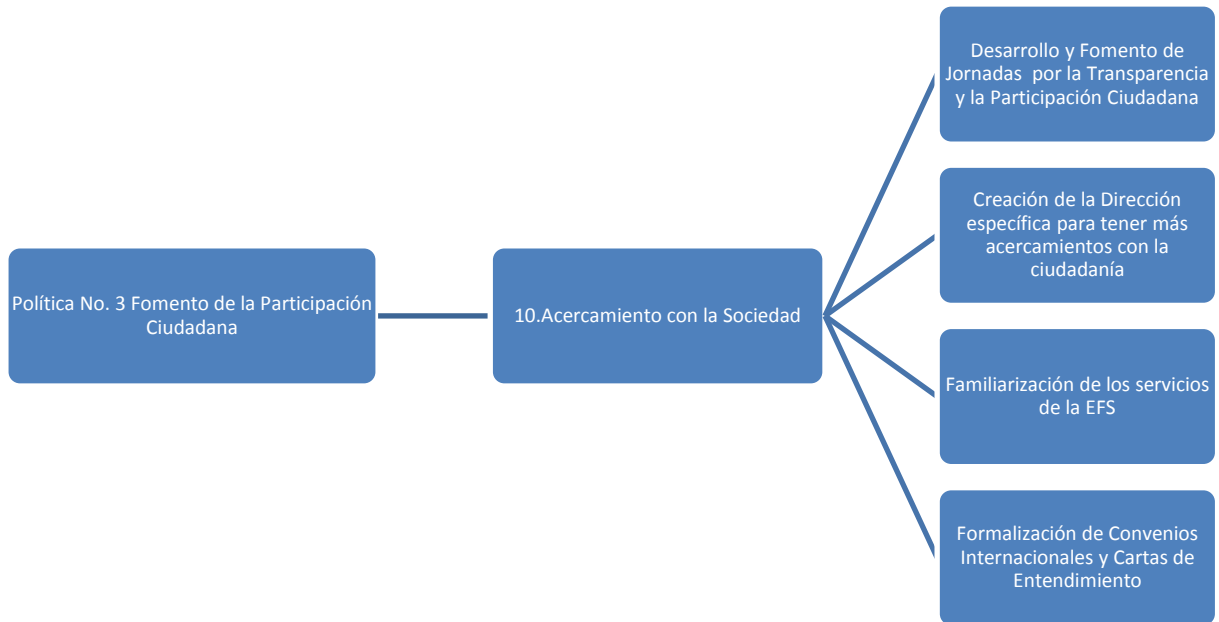 Desarrollo y Fomento de
Jornadas por la Transparencia
y la Participación Ciudadana
Creación de la Dirección
específica para tener más
acercamientos con la
ciudadanía
Política No. 3 Fomento de la Participación
Ciudadana
10.Acercamiento con la Sociedad
Familiarización de los servicios
de la EFS
Formalización de Convenios
Internacionales y Cartas de
Entendimiento